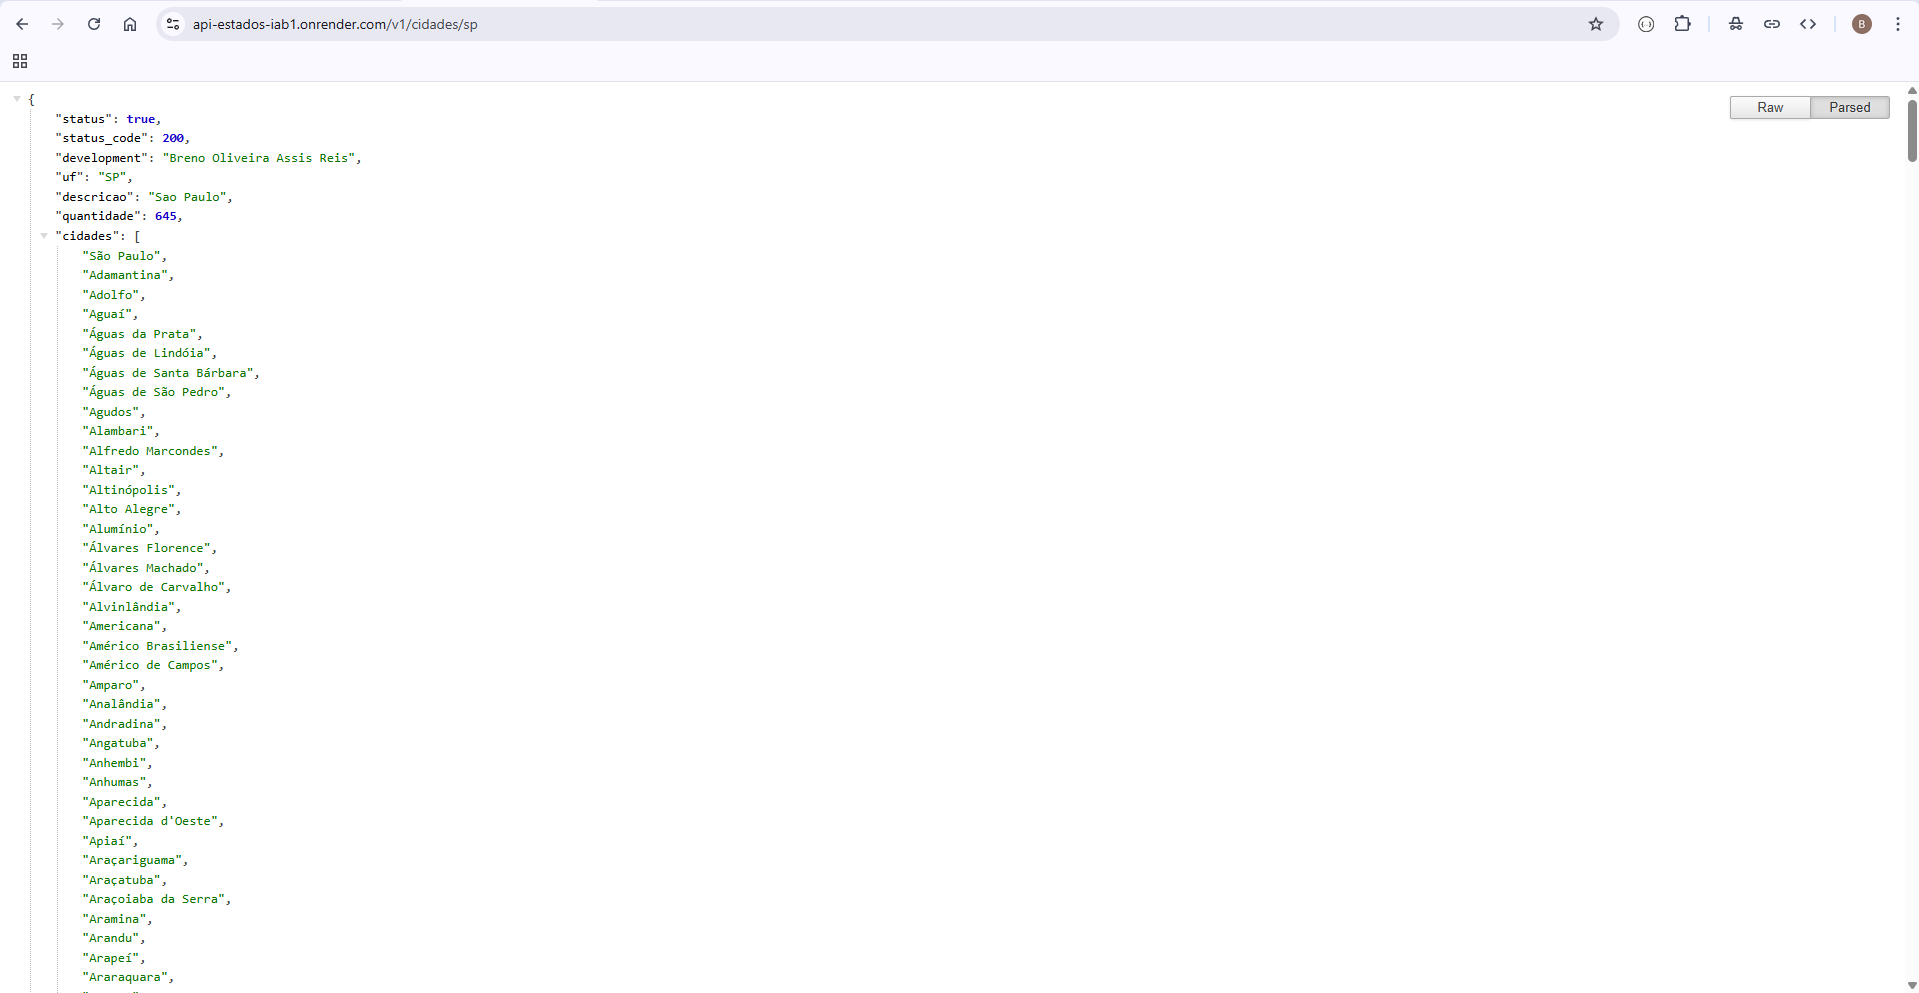 api-estados-iab1.onrender.com/v1/cidades/sp
B
Raw Parsed
{
"status": true,
"status_code": 200,
"development": "Breno Oliveira Assis Reis",
"uf": "SP",
"descricao": "Sao Paulo",
"quantidade": 645,
"cidades": [
"São Paulo",
"Adamantina",
"Adolfo",
"Aguaí",
"Águas da Prata",
"Águas de Lindóia",
"Águas de Santa Bárbara",
"Águas de São Pedro",
"Agudos",
"Alambari",
"Alfredo Marcondes",
"Altair",
"Altinópolis",
"Alto Alegre",
"Alumínio",
"Álvares Florence",
"Álvares Machado",
"Álvaro de Carvalho",
"Alvinlândia",
"Americana",
"Américo Brasiliense",
"Américo de Campos",
"Amparo",
"Analândia",
"Andradina",
"Angatuba",
"Anhembi",
"Anhumas",
"Aparecida",
"Aparecida d'Oeste",
"Apiaí",
"Araçariguama",
"Araçatuba",
"Araçoiaba da Serra",
"Aramina",
"Arandu",
"Arapeí",
"Araraquara",